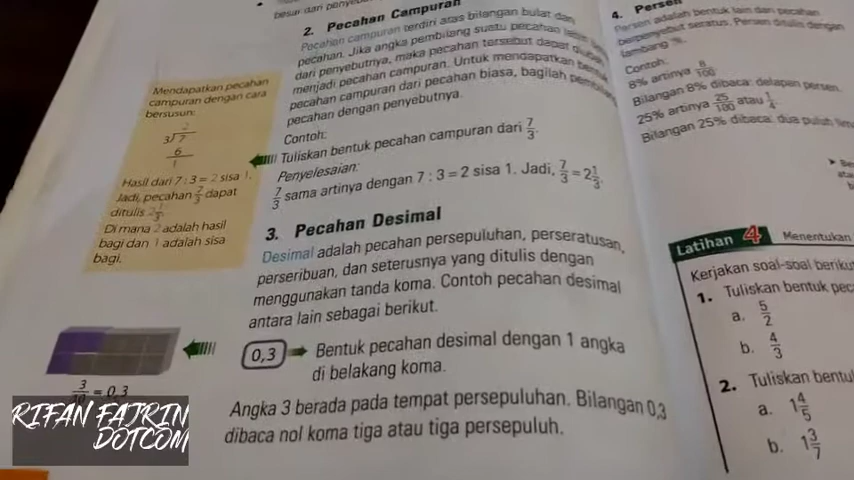 besar dari penyebut
2. Pecahan Campuran
Pecahan campuran terdiri atas bilangan bulat dan
pecahan. Jika angka pembilang suatu pecahan lebih
dari penyebutnya, maka pecahan tersebut dapat diubah
menjadi pecahan campuran. Untuk mendapatkan bentuk
pecahan campuran dari pecahan biasa, bagilah pembilang
pecahan dengan penyebutnya.
Contoh:
Tuliskan bentuk pecahan campuran dari 7/3.
Penyelesaian:
7/3 sama artinya dengan 7 : 3 = 2 sisa 1. Jadi, 7/3 = 2 1/3.
Mendapatkan pecahan
campuran dengan cara
bersusun:
2
3 7
6
1
Hasil dari 7 : 3 = 2 sisa 1.
Jadi, pecahan 7/3 dapat
ditulis 2 1/3.
Di mana 2 adalah hasil
bagi dan 1 adalah sisa
bagi.
3. Pecahan Desimal
Desimal adalah pecahan persepuluhan, perseratusan,
perseribuan, dan seterusnya yang ditulis dengan
menggunakan tanda koma. Contoh pecahan desimal
antara lain sebagai berikut.
0,3
Bentuk pecahan desimal dengan 1 angka
di belakang koma.
3/10 = 0,3
Angka 3 berada pada tempat persepuluhan. Bilangan 0,3
dibaca nol koma tiga atau tiga persepuluh.
4. Persen
Persen adalah bentuk lain dari pecahan
berpenyebut seratus. Persen ditulis dengan
lambang %.
Contoh:
8% artinya 8/100
Bilangan 8% dibaca: delapan persen.
25% artinya 25/100 atau 1/4.
Bilangan 25% dibaca: dua puluh lim
Latihan 4
Menentukan
Kerjakan soal-soal beriku
1. Tuliskan bentuk peca
a. 5/2
b. 4/3
2. Tuliskan bentu
a. 1 4/5
b. 1 3/7
RIFAN FAJRIN
DOTCOM